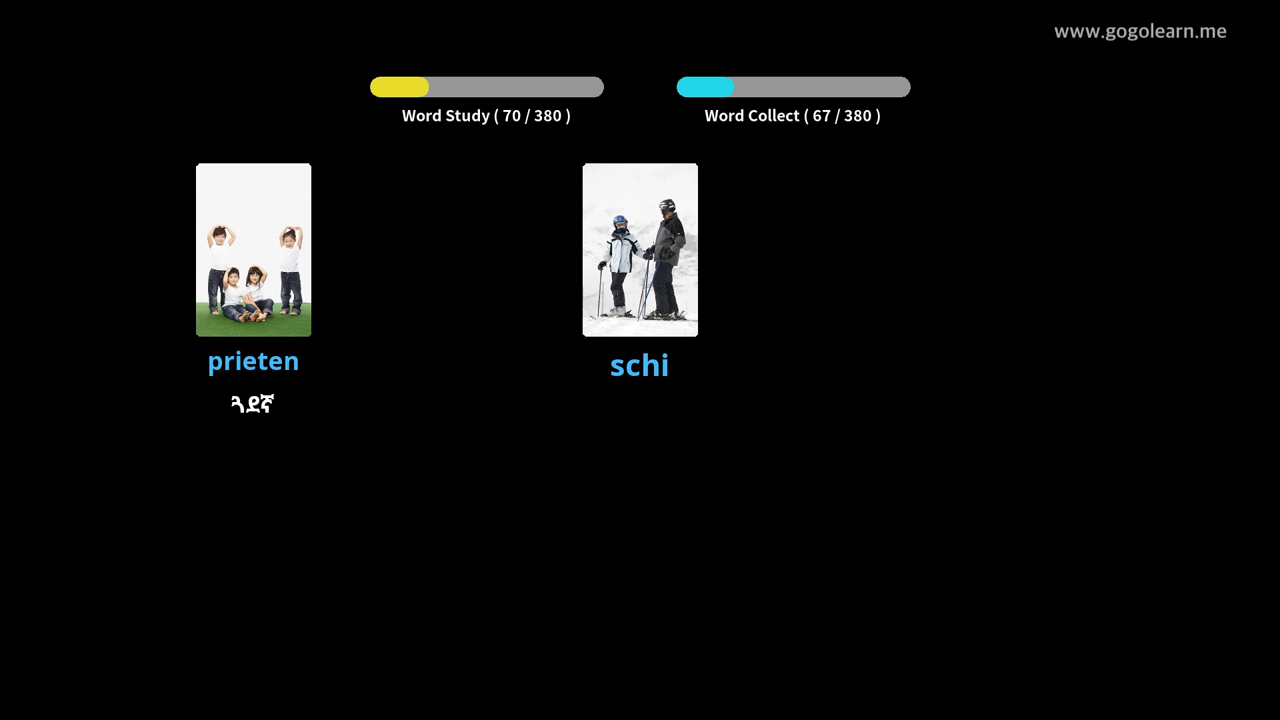 www.gogolearn.me
Word Study ( 70 / 380 )
Word Collect ( 67 / 380 )
prieten
ጓደኛ
schi